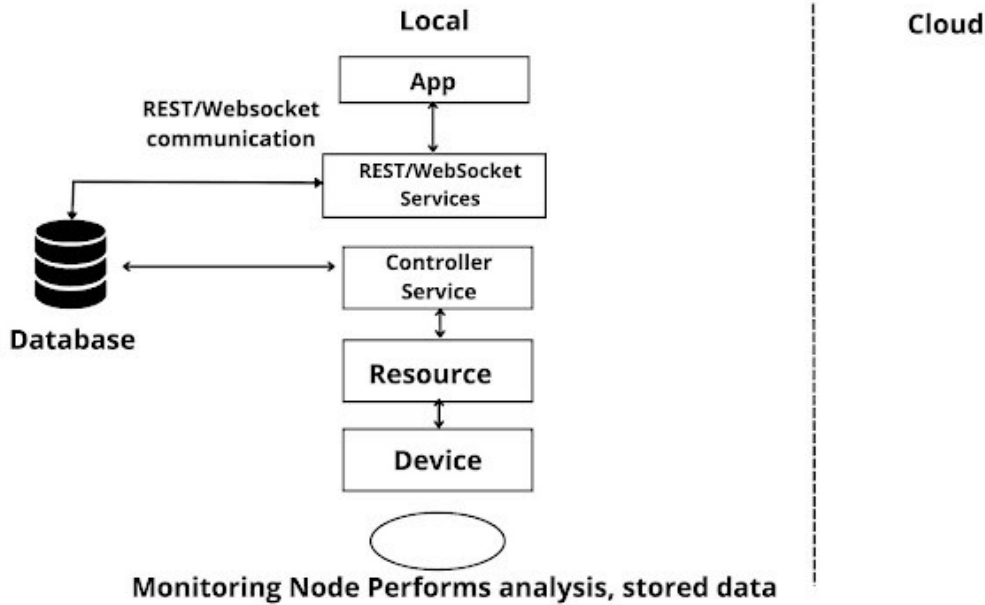 Local
Cloud
App
REST/Websocket
communication
REST/WebSocket
Services
Controller
Service
Database
Resource
Device
Monitoring Node Performs analysis, stored data